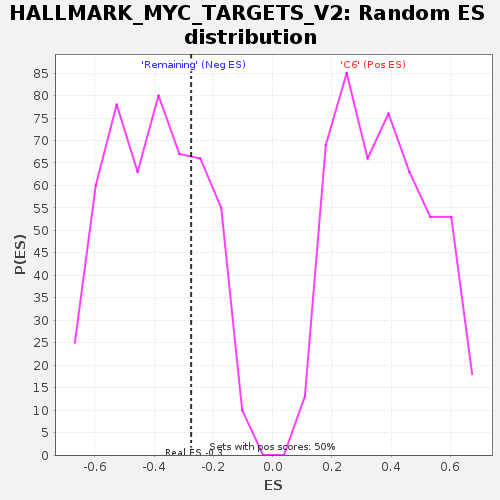 HALLMARK_MYC_TARGETS_V2: Random ES
distribution
'Remaining' (Neg ES)
'C6' (Pos ES)
85
80
75
70
65
60
55
50
45
40
35
30
25
20
15
10
5
0
P(ES)
Sets with pos scores: 50%
Real ES -0.3
-0.6 -0.4 -0.2 0.0 0.2 0.4 0.6
ES